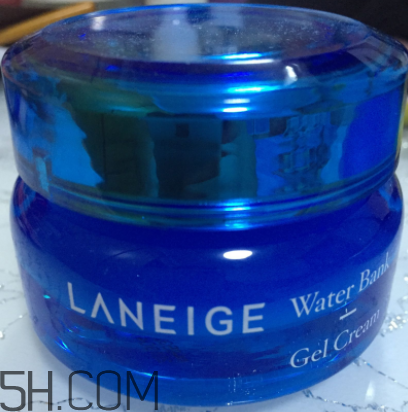 LANEIGE
Water Bank
Gel Cream
5H.COM